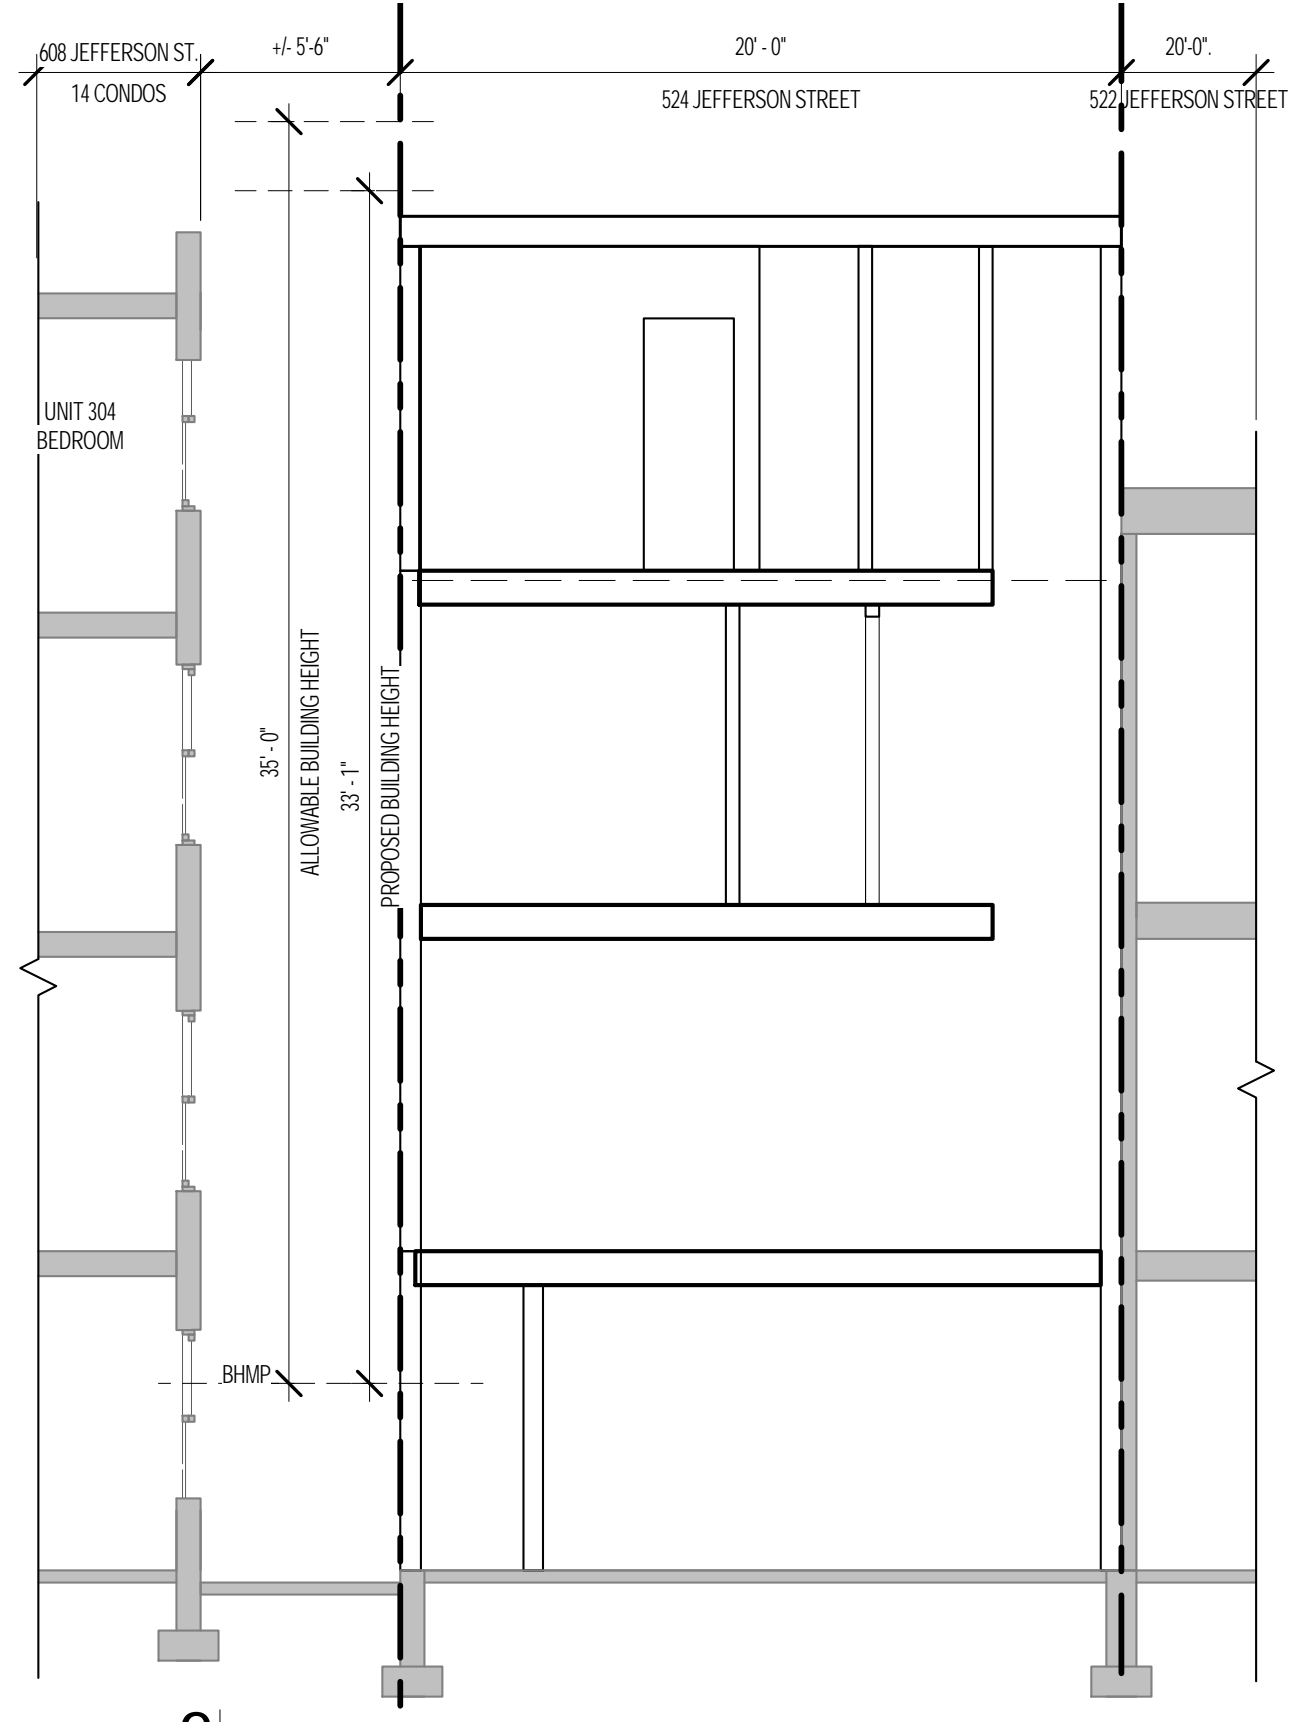 608 JEFFERSON ST.
+/- 5'-6"
20' - 0"
20'-0".
14 CONDOS
524 JEFFERSON STREET
522 JEFFERSON STREET
UNIT 304
BEDROOM
35' - 0"
ALLOWABLE BUILDING HEIGHT
33' - 1"
PROPOSED BUILDING HEIGHT
BHMP